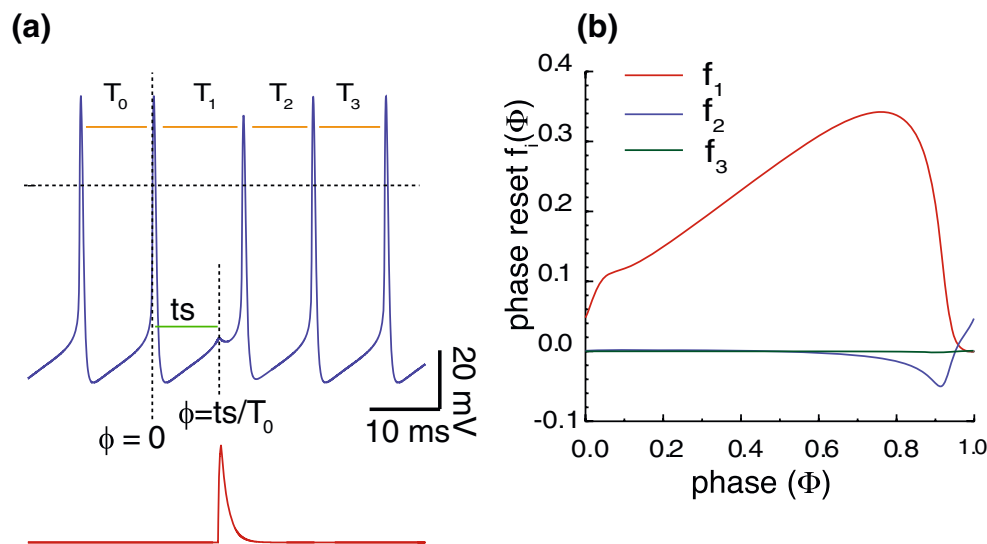 (a)
T₀ T₁ T₂ T₃
ts
ϕ = 0
ϕ=ts/T₀
20 mV
10 ms
(b)
f₁
f₂
f₃
phase reset fᵢ(Φ)
0.4
0.3
0.2
0.1
0.0
-0.1
0.0 0.2 0.4 0.6 0.8 1.0
phase (Φ)